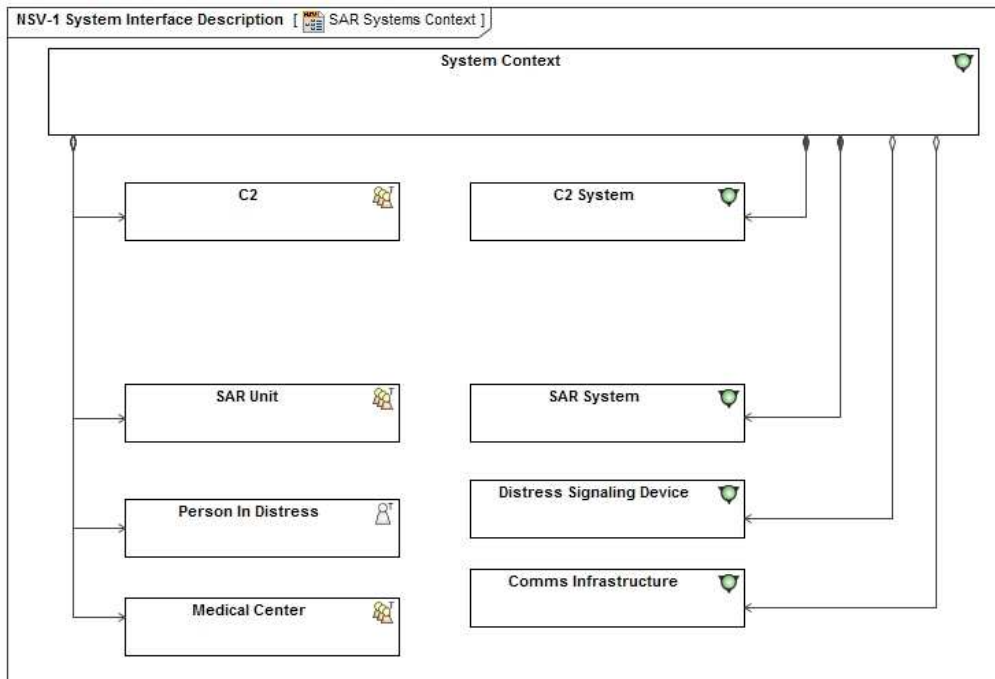 NSV-1 System Interface Description [ SAR Systems Context ]
System Context
C2
C2 System
SAR Unit
SAR System
Person In Distress
Distress Signaling Device
Medical Center
Comms Infrastructure